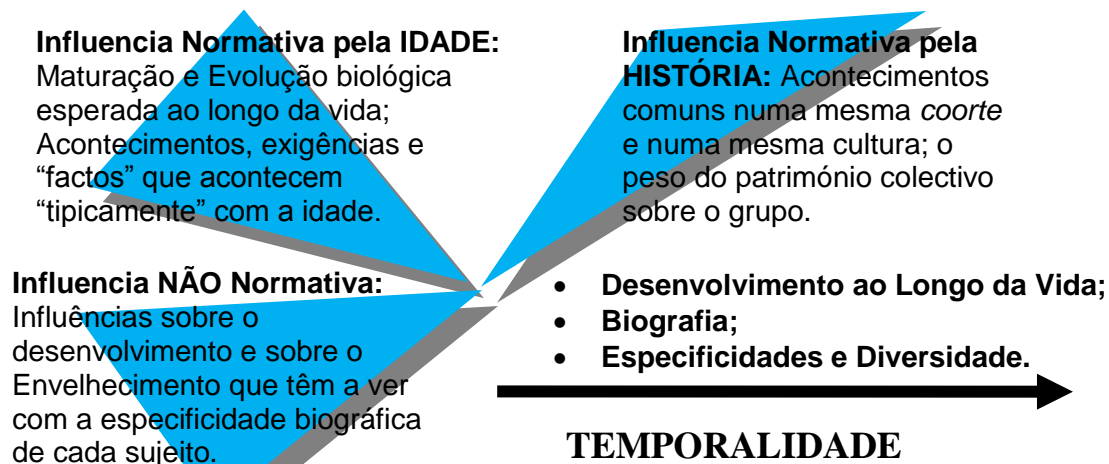 Influencia Normativa pela IDADE:
Maturação e Evolução biológica
esperada ao longo da vida;
Acontecimentos, exigências e
“factos” que acontecem
“tipicamente” com a idade.
Influencia Normativa pela
HISTÓRIA: Acontecimentos
comuns numa mesma coorte
e numa mesma cultura; o
peso do património colectivo
sobre o grupo.
Influencia NÃO Normativa:
Influências sobre o
desenvolvimento e sobre o
Envelhecimento que têm a ver
com a especificidade biográfica
de cada sujeito.
• Desenvolvimento ao Longo da Vida;
• Biografia;
• Especificidades e Diversidade.
TEMPORALIDADE